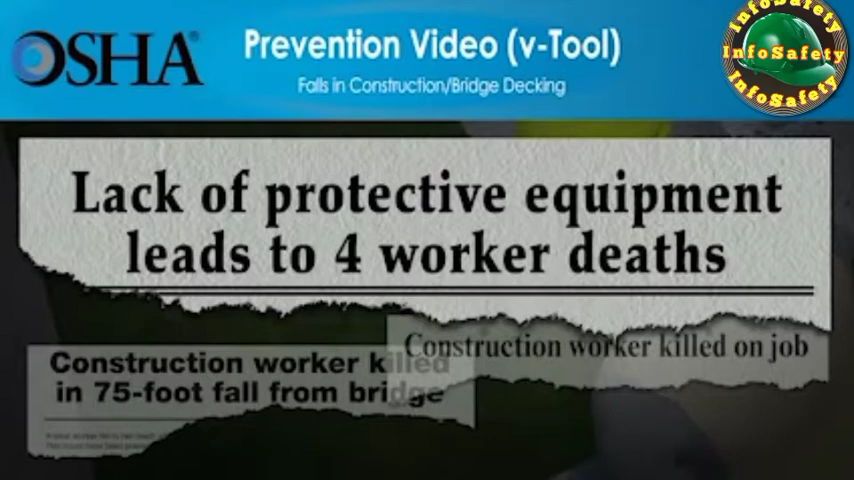 OSHA®
Prevention Video (v-Tool)
Falls in Construction/Bridge Decking
InfoSafety
InfoSafety
InfoSafety
Lack of protective equipment
leads to 4 worker deaths
Construction worker killed on job
Construction worker killed
in 75-foot fall from bridge